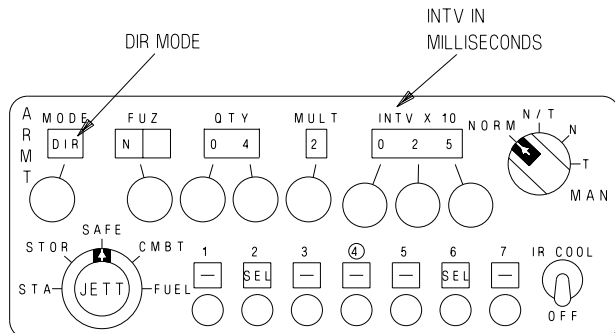 INTV IN
MILLISECONDS
DIR MODE
ARMT
MODE FUZ QTY MULT INTV X 10
DIR N 0 4 2 0 2 5
NORM N/T N T MAN
SAFE
STOR CMBT
STA JETT FUEL
1 2 3 4 5 6 7
— SEL — — — SEL —
IR COOL
OFF